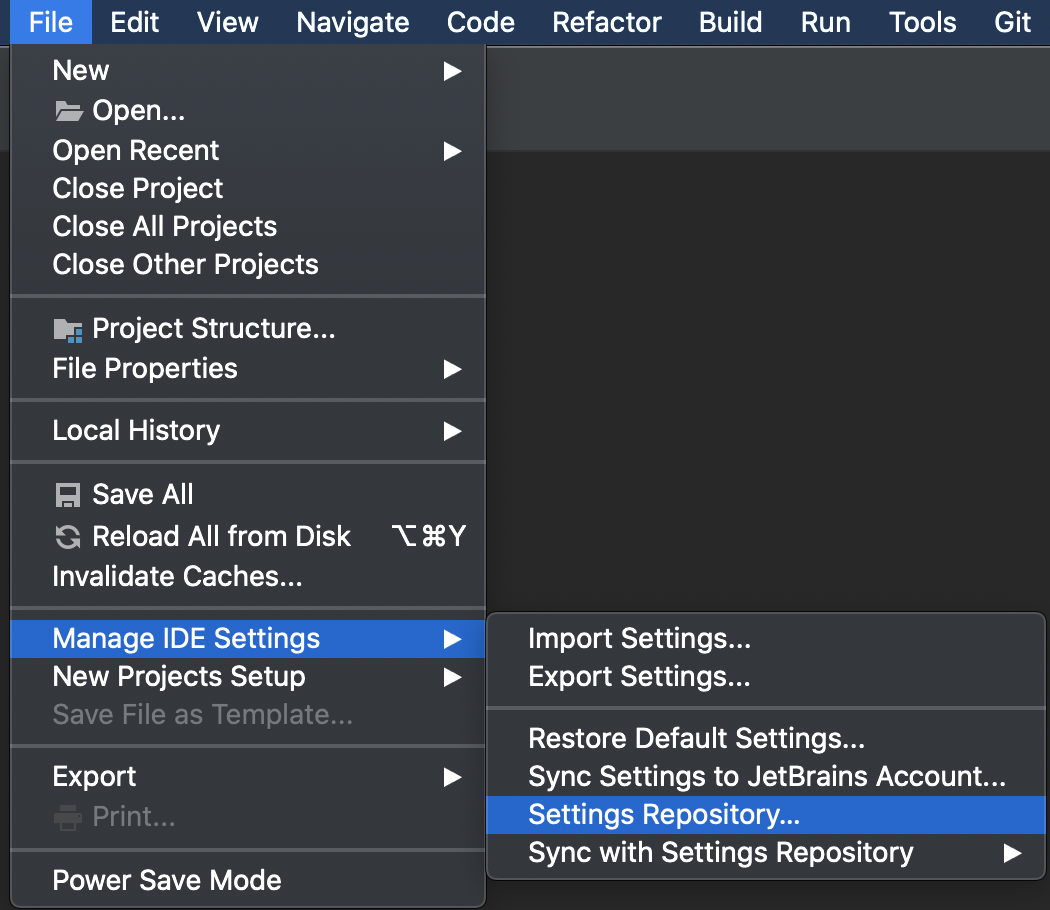 File Edit View Navigate Code Refactor Build Run Tools Git
New
Open...
Open Recent
Close Project
Close All Projects
Close Other Projects
Project Structure...
File Properties
Local History
Save All
Reload All from Disk ⌥⌘Y
Invalidate Caches...
Manage IDE Settings
New Projects Setup
Save File as Template...
Export
Print...
Power Save Mode
Import Settings...
Export Settings...
Restore Default Settings...
Sync Settings to JetBrains Account...
Settings Repository...
Sync with Settings Repository